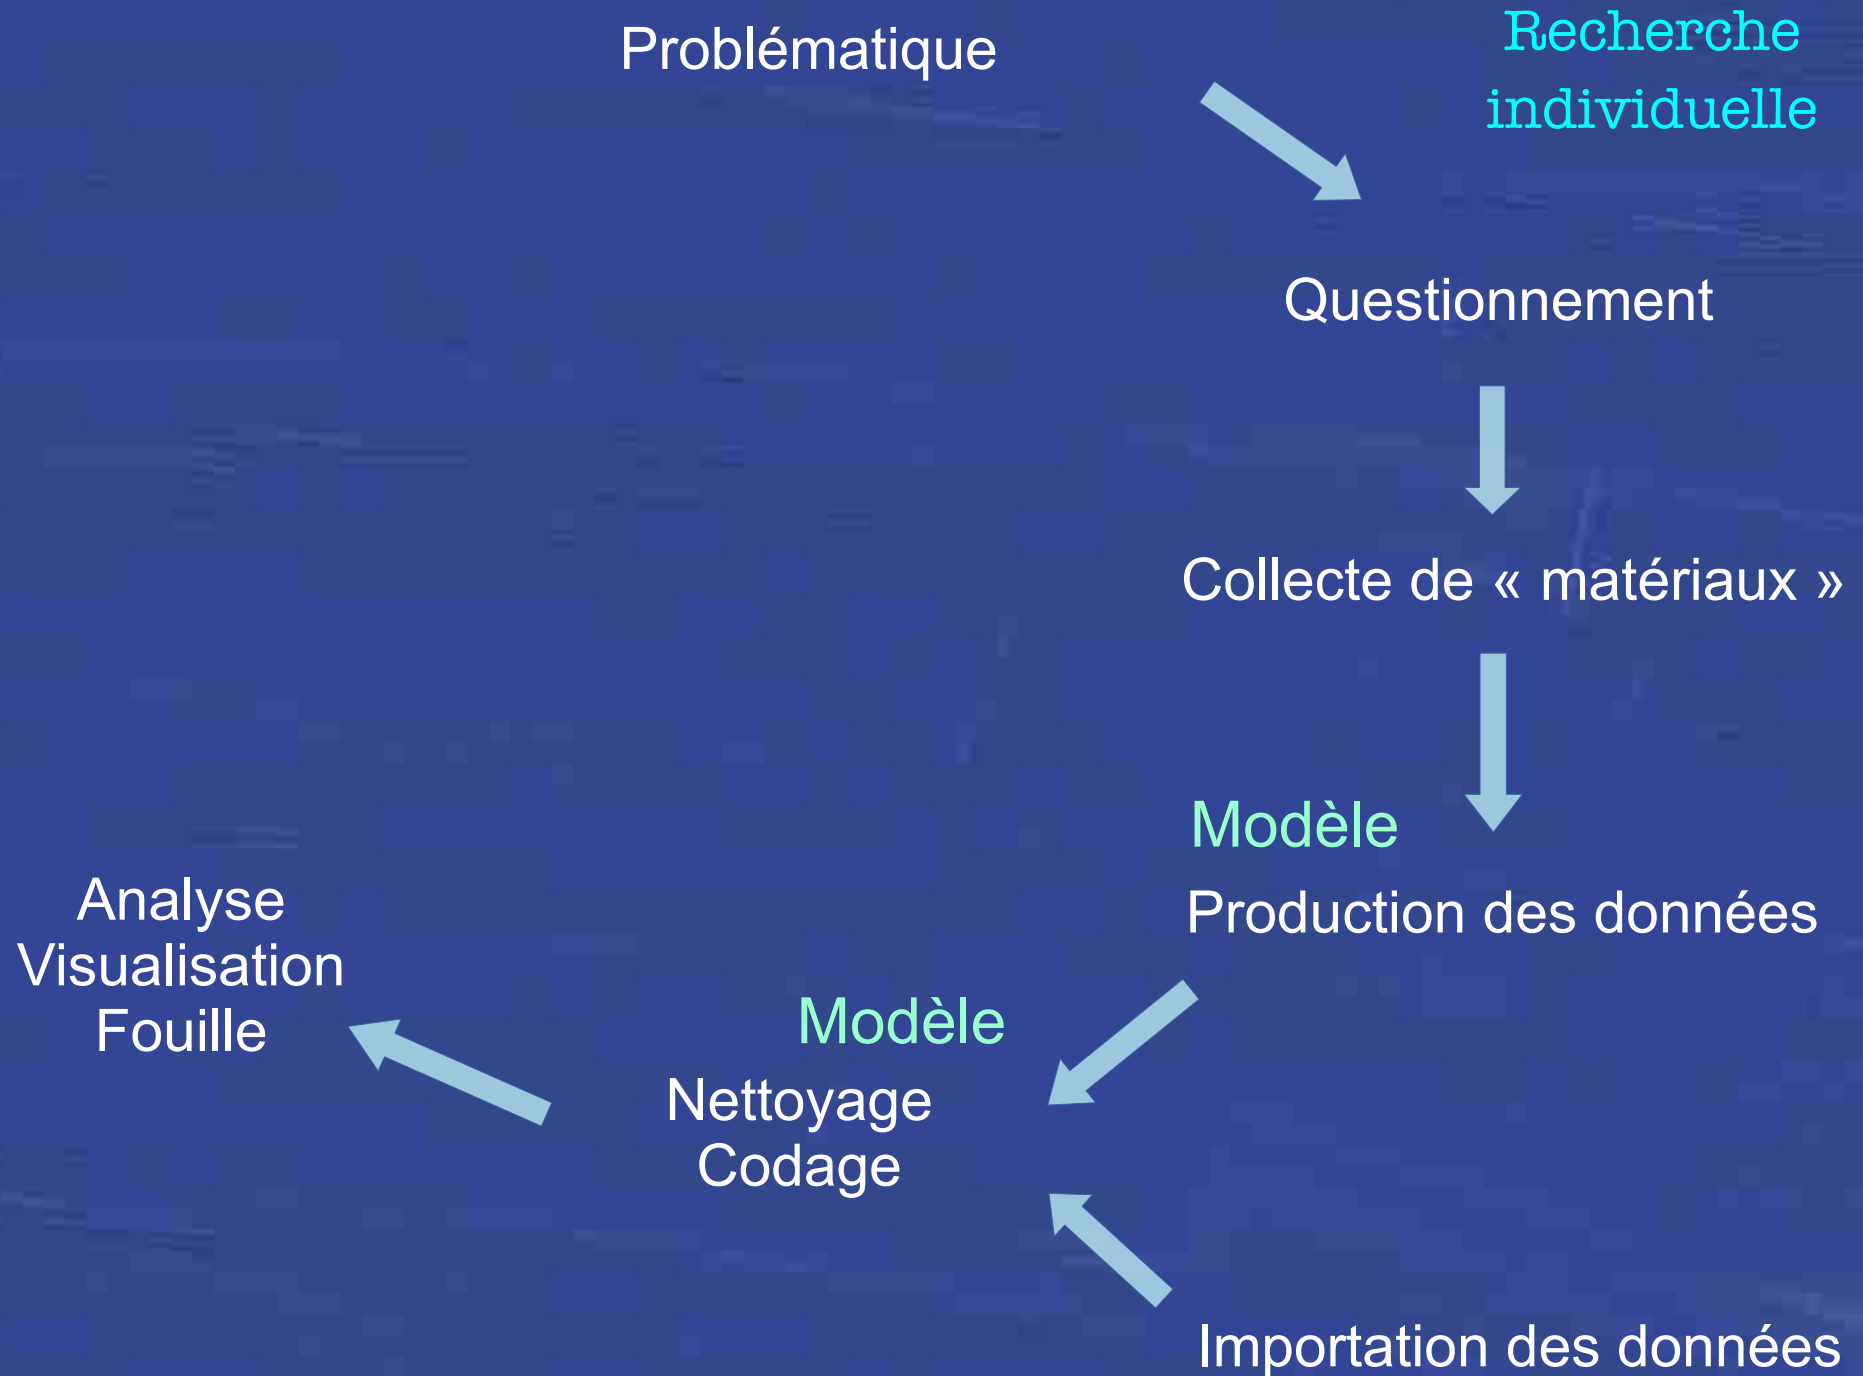 Problématique
Recherche
individuelle
Questionnement
Collecte de « matériaux »
Modèle
Production des données
Analyse
Visualisation
Fouille
Modèle
Nettoyage
Codage
Importation des données